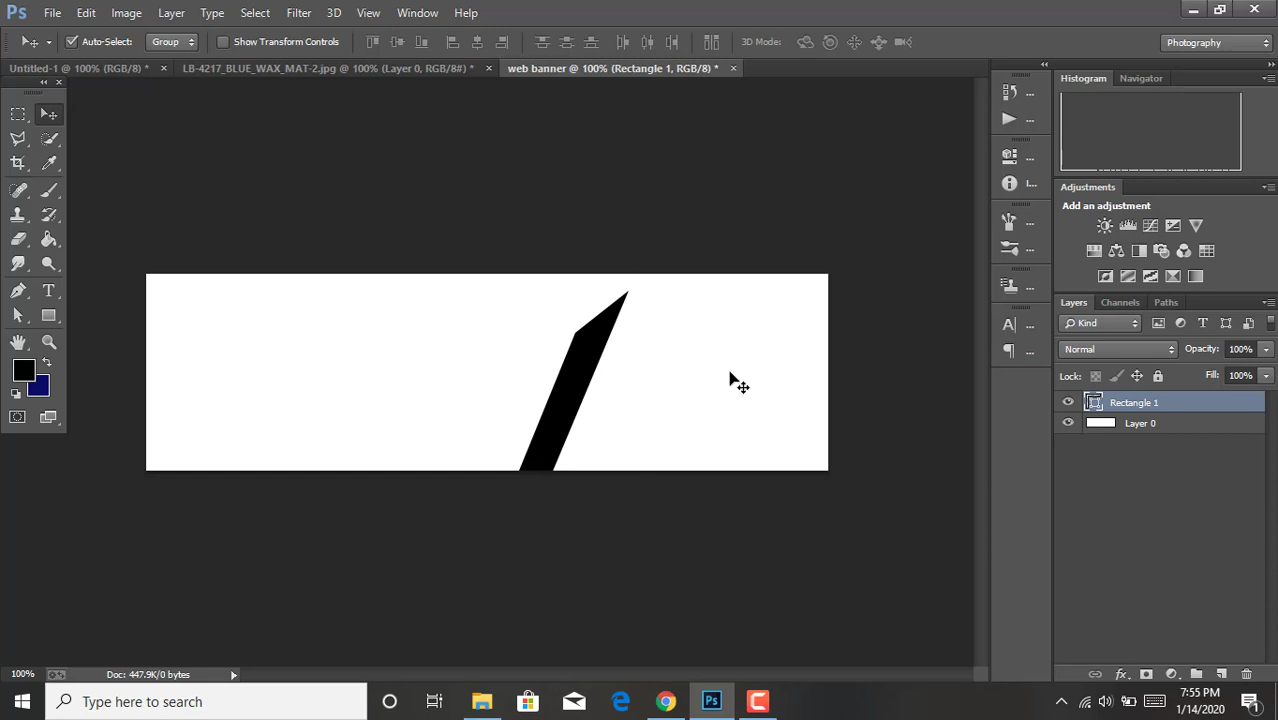 Ps File Edit Image Layer Type Select Filter 3D View Window Help
Auto-Select: Group Show Transform Controls 3D Mode: Photography
Untitled-1 @ 100% (RGB/8) * × LB-4217_BLUE_WAX_MAT-2.jpg @ 100% (Layer 0, RGB/8#) * × web banner @ 100% (Rectangle 1, RGB/8) * ×
Histogram Navigator
Adjustments
Add an adjustment
Layers Channels Paths
Kind
Normal Opacity: 100%
Lock: Fill: 100%
Rectangle 1
Layer 0
100% Doc: 447.9K/0 bytes
Type here to search
7:55 PM
1/14/2020